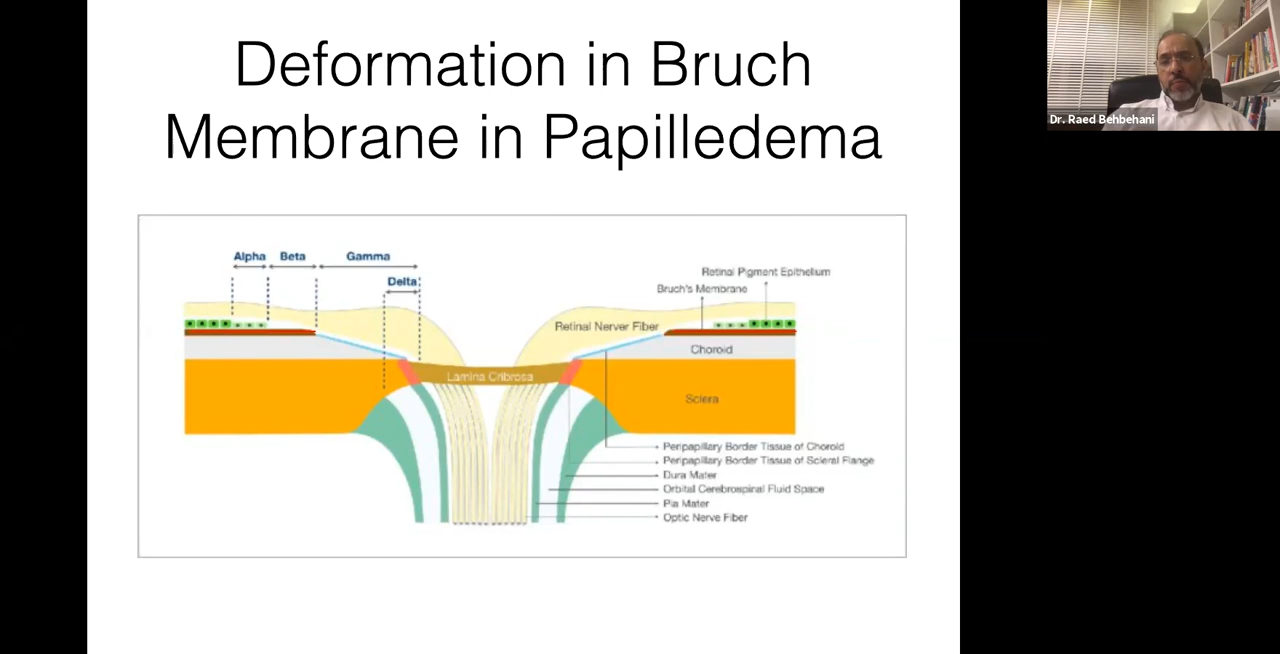 Deformation in Bruch
Membrane in Papilledema
Dr. Raed Behbehani
Alpha
Beta
Gamma
Delta
Retinal Pigment Epithelium
Bruch's Membrane
Retinal Nerve Fiber
Choroid
Lamina Cribrosa
Sclera
Peripapillary Border Tissue of Choroid
Peripapillary Border Tissue of Scleral Flange
Dura Mater
Orbital Cerebrospinal Fluid Space
Pia Mater
Optic Nerve Fiber